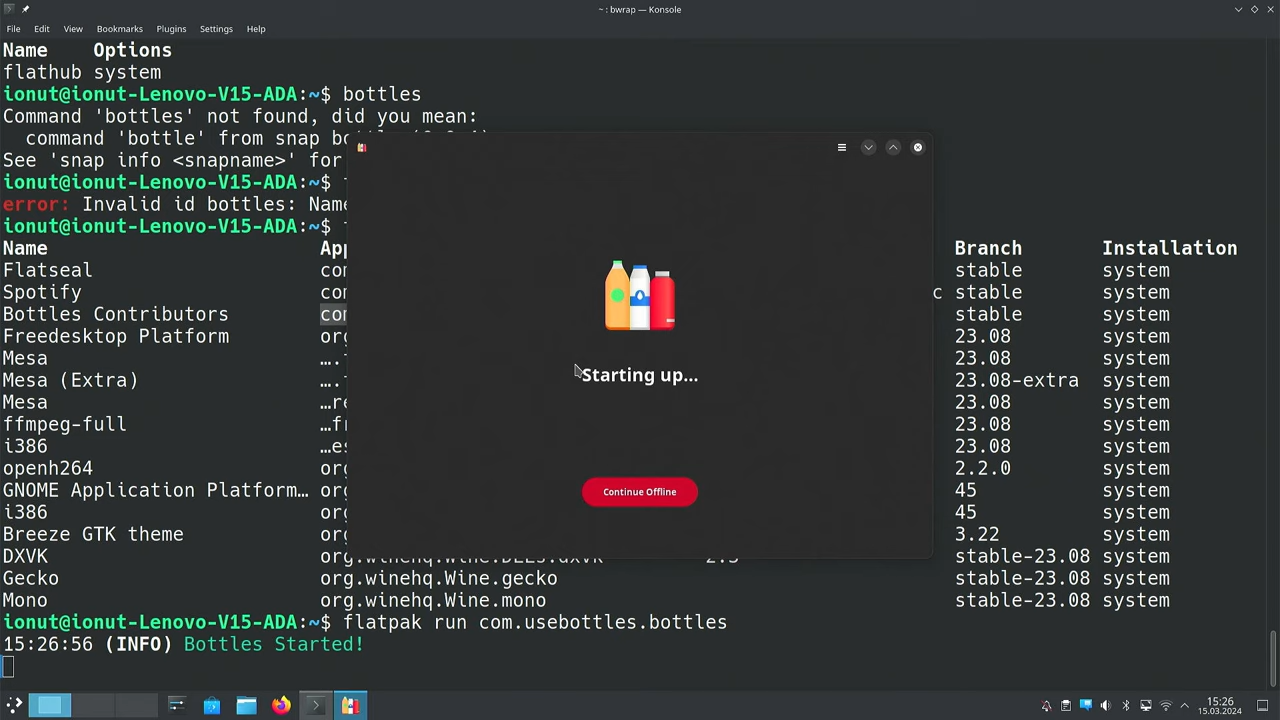 ~ : bwrap — Konsole
File Edit View Bookmarks Plugins Settings Help
Name Options
flathub system
ionut@ionut-Lenovo-V15-ADA:~$ bottles
Command 'bottles' not found, did you mean:
command 'bottle' from snap
See 'snap info <snapname>' for
ionut@ionut-Lenovo-V15-ADA:~$
error: Invalid id bottles: Name
ionut@ionut-Lenovo-V15-ADA:~$
Name Branch Installation
Flatseal stable system
Spotify stable system
Bottles Contributors stable system
Freedesktop Platform 23.08 system
Mesa 23.08 system
Mesa (Extra) 23.08-extra system
Mesa 23.08 system
ffmpeg-full 23.08 system
i386 23.08 system
openh264 2.2.0 system
GNOME Application Platform… 45 system
i386 45 system
Breeze GTK theme 3.22 system
DXVK stable-23.08 system
Gecko org.winehq.Wine.gecko stable-23.08 system
Mono org.winehq.Wine.mono stable-23.08 system
ionut@ionut-Lenovo-V15-ADA:~$ flatpak run com.usebottles.bottles
15:26:56 (INFO) Bottles Started!
Starting up...
Continue Offline
15:26
15.03.2024